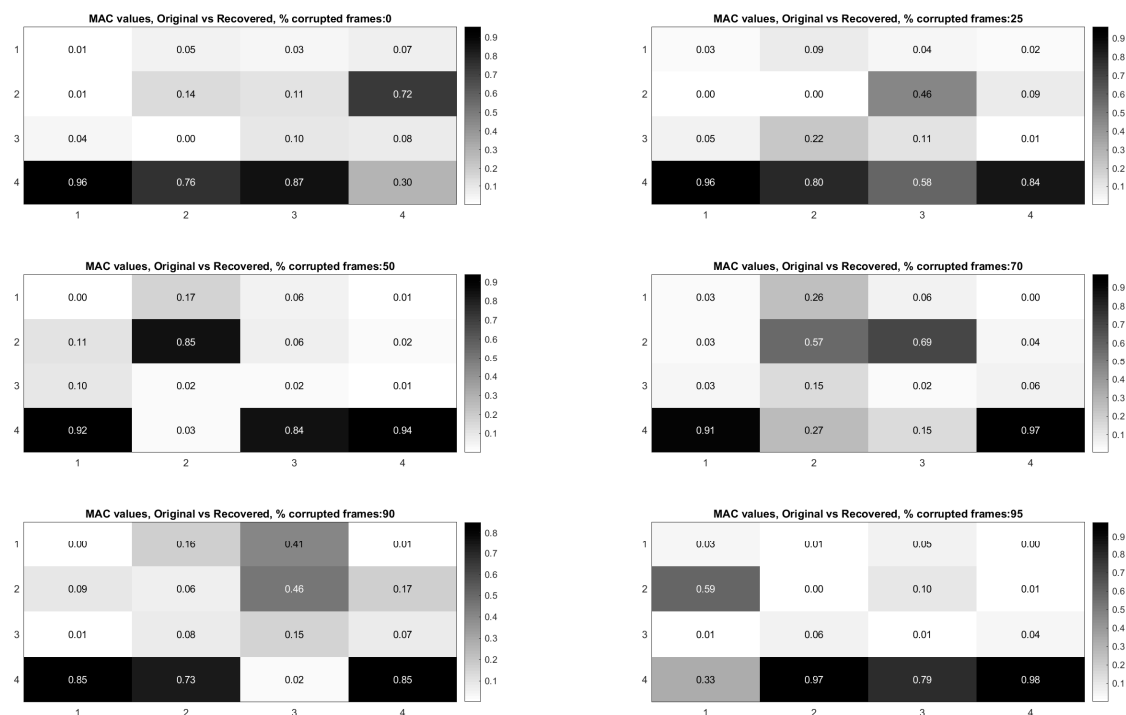 MAC values, Original vs Recovered, % corrupted frames:0
1 0.01 0.05 0.03 0.07
2 0.01 0.14 0.11 0.72
3 0.04 0.00 0.10 0.08
4 0.96 0.76 0.87 0.30
1 2 3 4
0.9
0.8
0.7
0.6
0.5
0.4
0.3
0.2
0.1
MAC values, Original vs Recovered, % corrupted frames:25
1 0.03 0.09 0.04 0.02
2 0.00 0.00 0.46 0.09
3 0.05 0.22 0.11 0.01
4 0.96 0.80 0.58 0.84
1 2 3 4
0.9
0.8
0.7
0.6
0.5
0.4
0.3
0.2
0.1
MAC values, Original vs Recovered, % corrupted frames:50
1 0.00 0.17 0.06 0.01
2 0.11 0.85 0.06 0.02
3 0.10 0.02 0.02 0.01
4 0.92 0.03 0.84 0.94
1 2 3 4
0.9
0.8
0.7
0.6
0.5
0.4
0.3
0.2
0.1
MAC values, Original vs Recovered, % corrupted frames:70
1 0.03 0.26 0.06 0.00
2 0.03 0.57 0.69 0.04
3 0.03 0.15 0.02 0.06
4 0.91 0.27 0.15 0.97
1 2 3 4
0.9
0.8
0.7
0.6
0.5
0.4
0.3
0.2
0.1
MAC values, Original vs Recovered, % corrupted frames:90
1 0.00 0.16 0.41 0.01
2 0.09 0.06 0.46 0.17
3 0.01 0.08 0.15 0.07
4 0.85 0.73 0.02 0.85
1 2 3 4
0.8
0.7
0.6
0.5
0.4
0.3
0.2
0.1
MAC values, Original vs Recovered, % corrupted frames:95
1 0.03 0.01 0.05 0.00
2 0.59 0.00 0.10 0.01
3 0.01 0.06 0.01 0.04
4 0.33 0.97 0.79 0.98
1 2 3 4
0.9
0.8
0.7
0.6
0.5
0.4
0.3
0.2
0.1